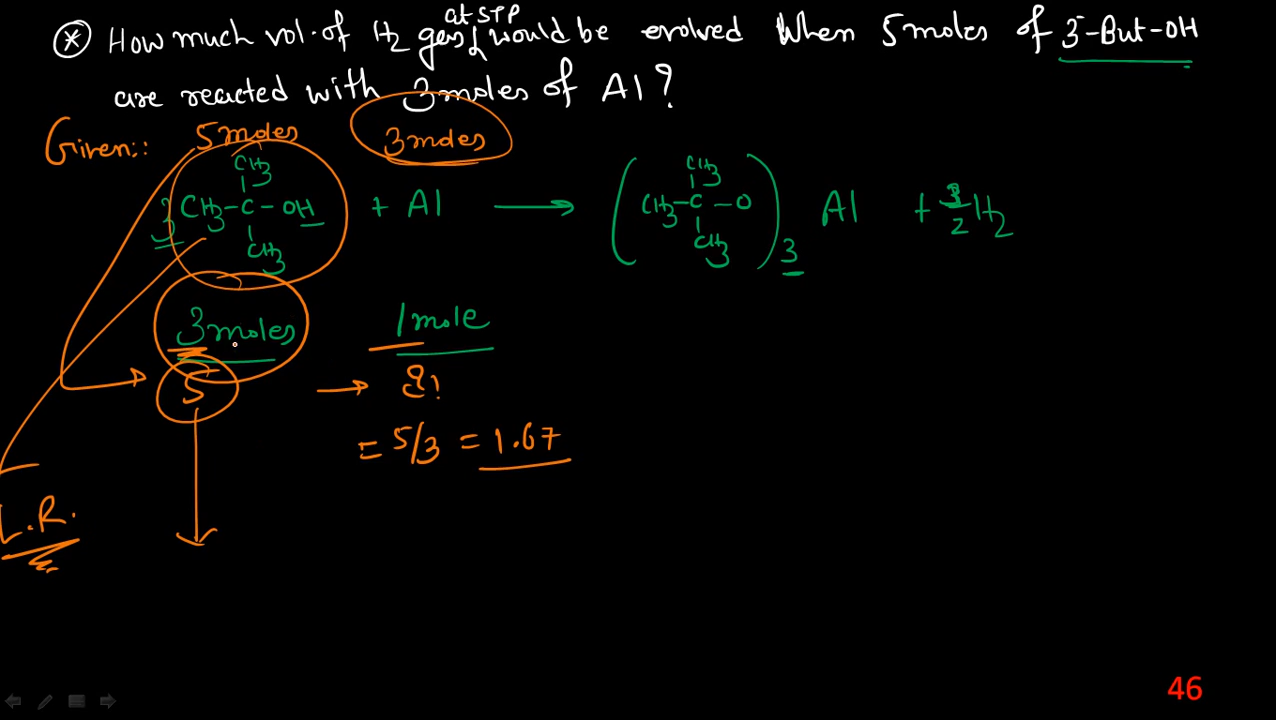 at STP
* How much vol. of H2 gas would be evolved When 5 moles of 3°-But-OH
are reacted with 3 moles of Al?
Given:: 5 moles 3 moles
CH3 CH3
3 CH3-C-OH + Al → (CH3-C-O)3 Al + 3/2 H2
CH3 CH3
3 moles 1 mole
5 → ?!
= 5/3 = 1.67
L.R.
46